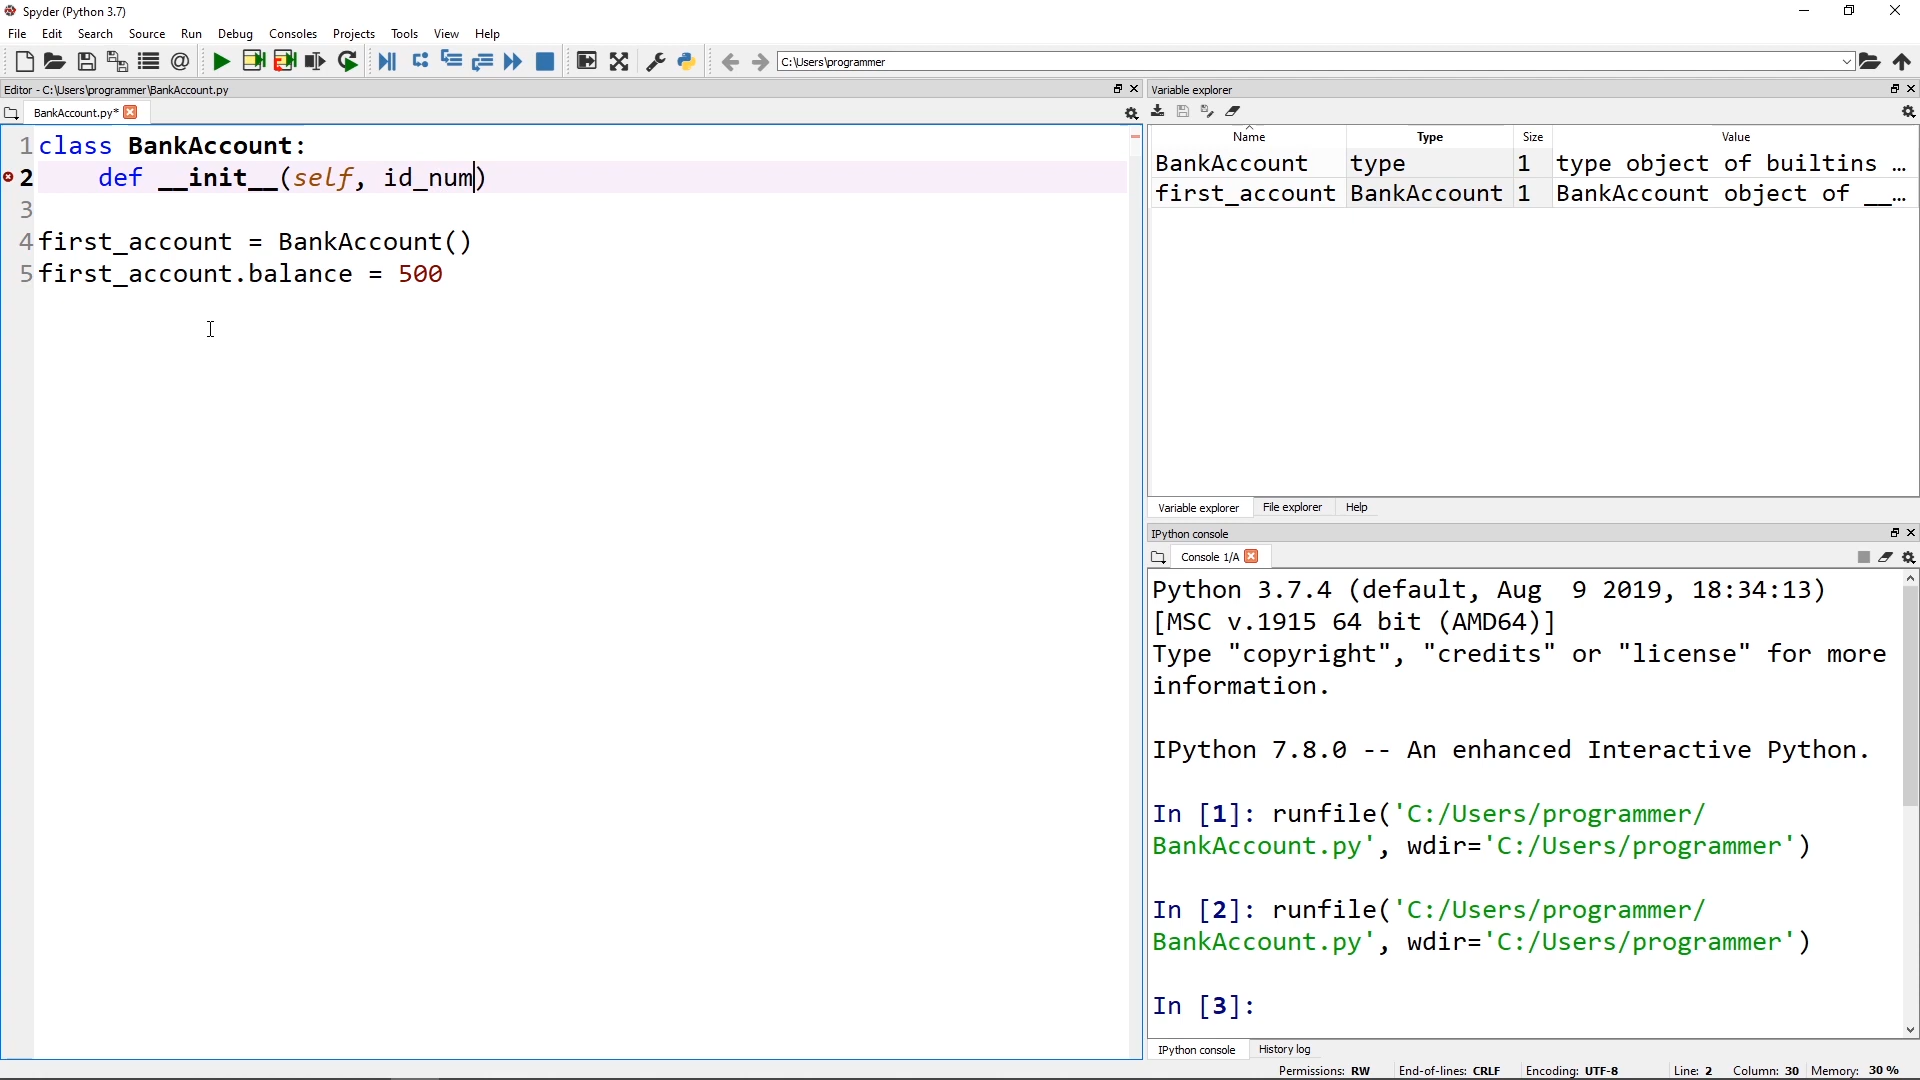 Spyder (Python 3.7)
File Edit Search Source Run Debug Consoles Projects Tools View Help
C:\Users\programmer
Editor - C:\Users\programmer\BankAccount.py
BankAccount.py*
1 class BankAccount:
2     def __init__(self, id_num)
3
4 first_account = BankAccount()
5 first_account.balance = 500
Variable explorer
Name Type Size Value
BankAccount type 1 type object of builtins ...
first_account BankAccount 1 BankAccount object of __...
Variable explorer File explorer Help
IPython console
Console 1/A
Python 3.7.4 (default, Aug  9 2019, 18:34:13)
[MSC v.1915 64 bit (AMD64)]
Type "copyright", "credits" or "license" for more
information.
IPython 7.8.0 -- An enhanced Interactive Python.
In [1]: runfile('C:/Users/programmer/
BankAccount.py', wdir='C:/Users/programmer')
In [2]: runfile('C:/Users/programmer/
BankAccount.py', wdir='C:/Users/programmer')
In [3]:
IPython console History log
Permissions: RW End-of-lines: CRLF Encoding: UTF-8 Line: 2 Column: 30 Memory: 30 %